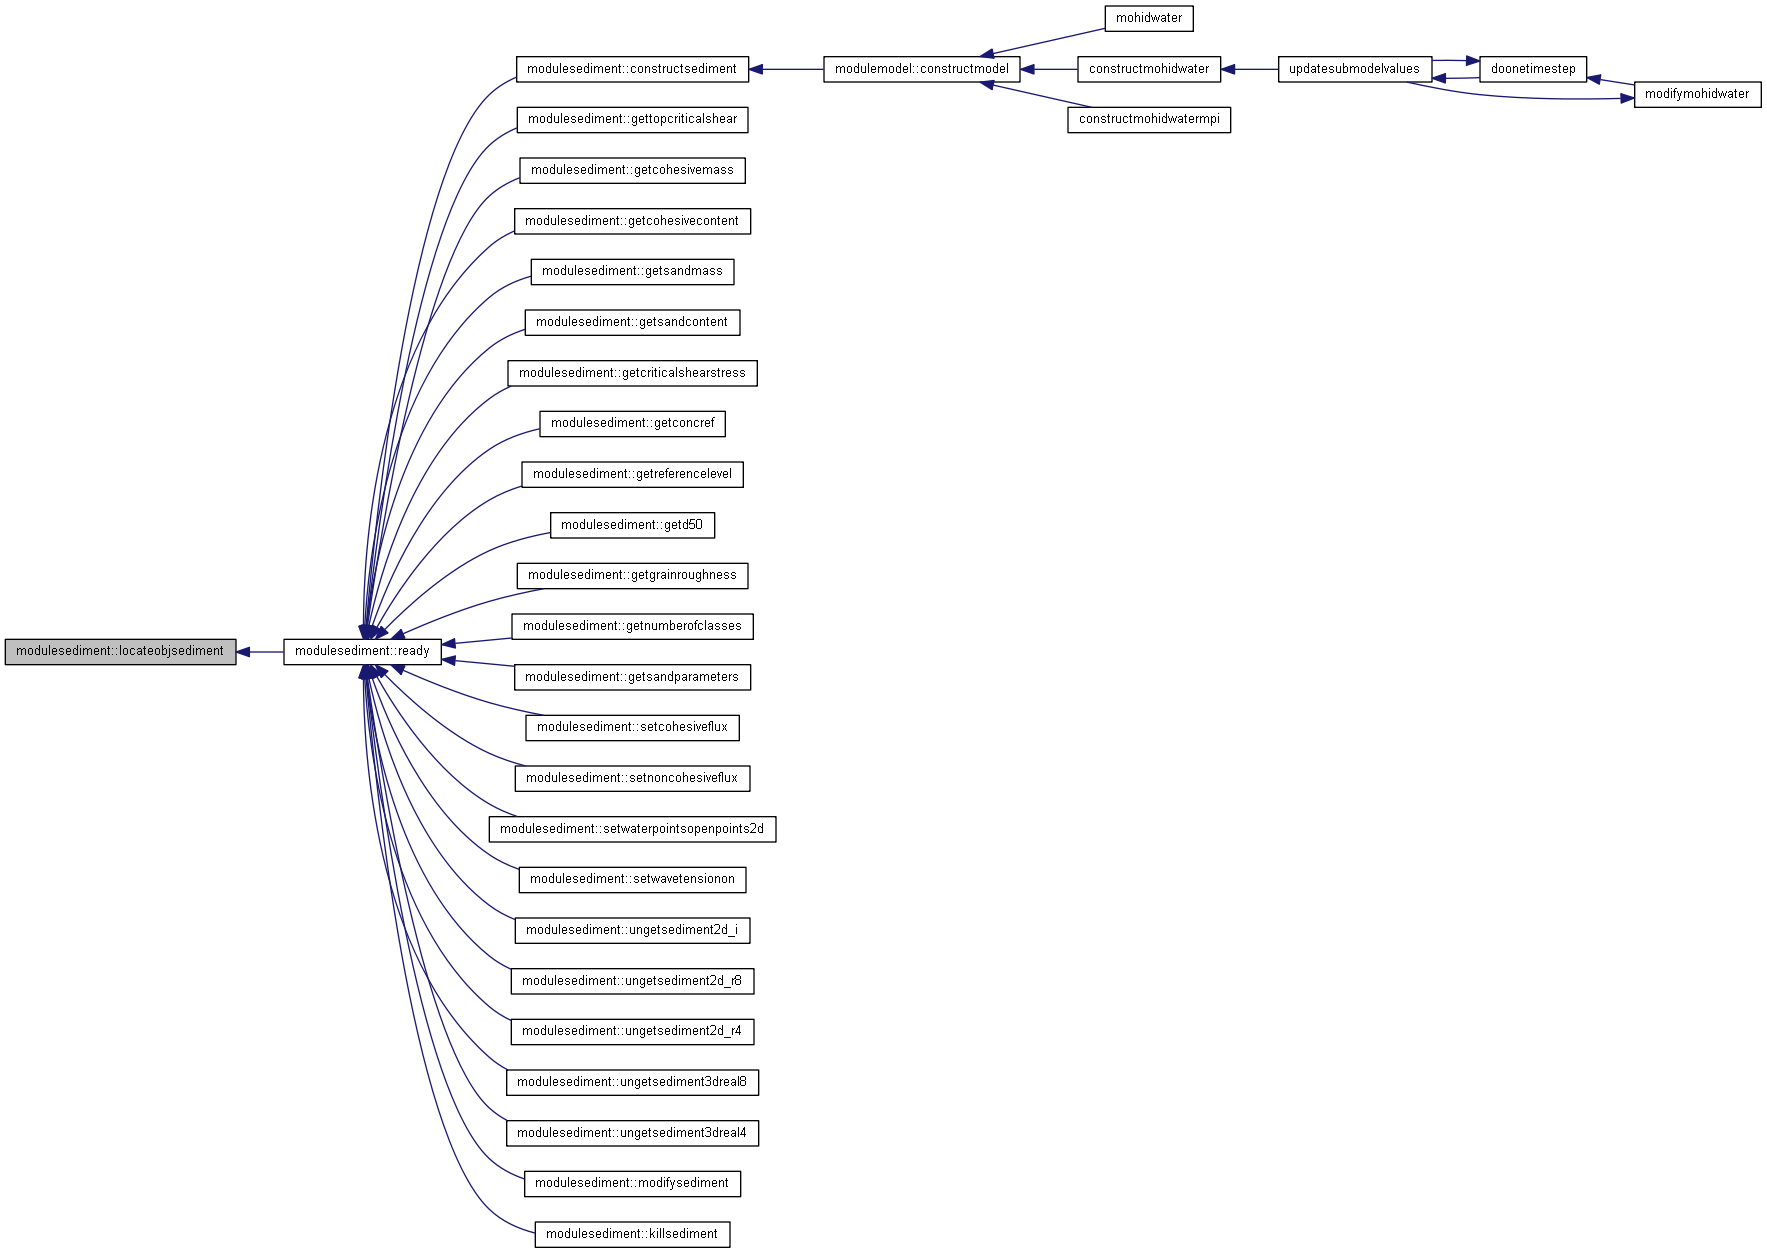 mohidwater
modulesediment::constructsediment
modulemodel::constructmodel
constructmohidwater
updatesubmodelvalues
doonetimestep
modifymohidwater
modulesediment::gettopcriticalshear
constructmohidwatermpi
modulesediment::getcohesivemass
modulesediment::getcohesivecontent
modulesediment::getsandmass
modulesediment::getsandcontent
modulesediment::getcriticalshearstress
modulesediment::getconcref
modulesediment::getreferencelevel
modulesediment::getd50
modulesediment::getgrainroughness
modulesediment::getnumberofclasses
modulesediment::locateobjsediment
modulesediment::ready
modulesediment::getsandparameters
modulesediment::setcohesiveflux
modulesediment::setnoncohesiveflux
modulesediment::setwaterpointsopenpoints2d
modulesediment::setwavetensionon
modulesediment::ungetsediment2d_i
modulesediment::ungetsediment2d_r8
modulesediment::ungetsediment2d_r4
modulesediment::ungetsediment3dreal8
modulesediment::ungetsediment3dreal4
modulesediment::modifysediment
modulesediment::killsediment